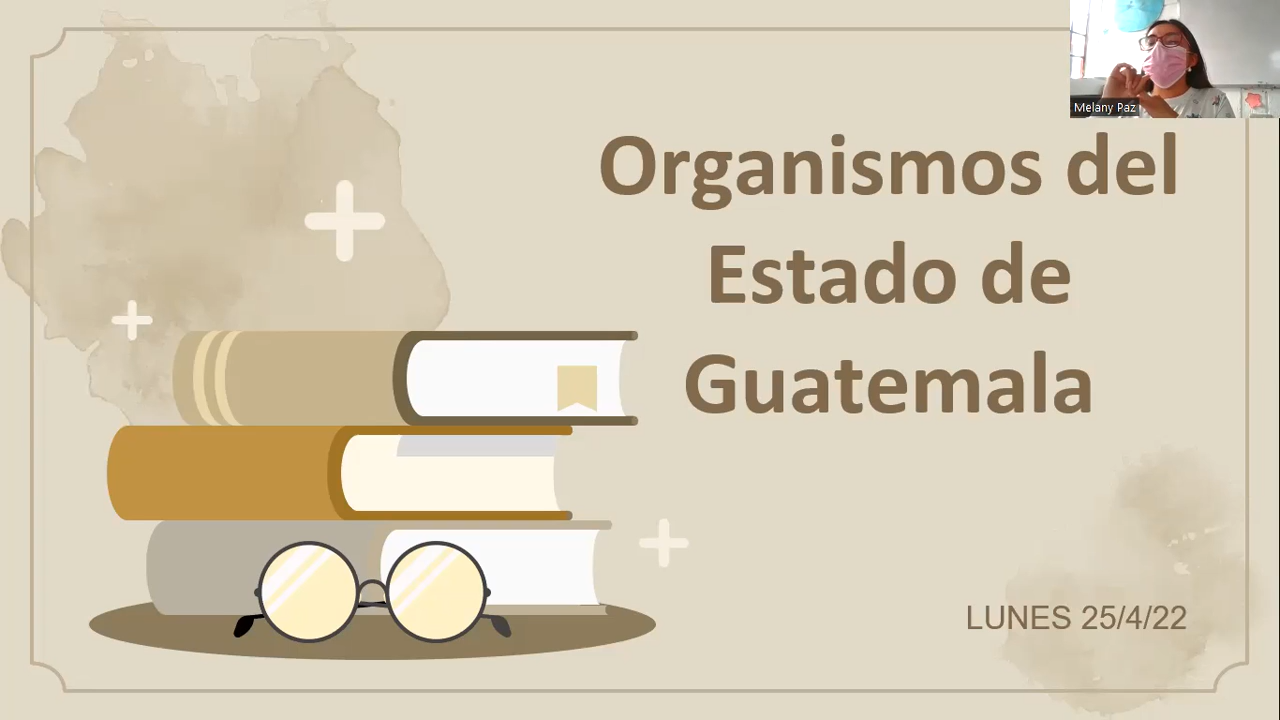 Melany Paz
Organismos del
Estado de
Guatemala
LUNES 25/4/22